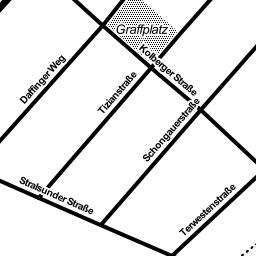 Graffplatz
Kolberger Straße
Daffinger Weg
Tizianstraße
Schongauerstraße
Stralsunder Straße
Terwestenstraße